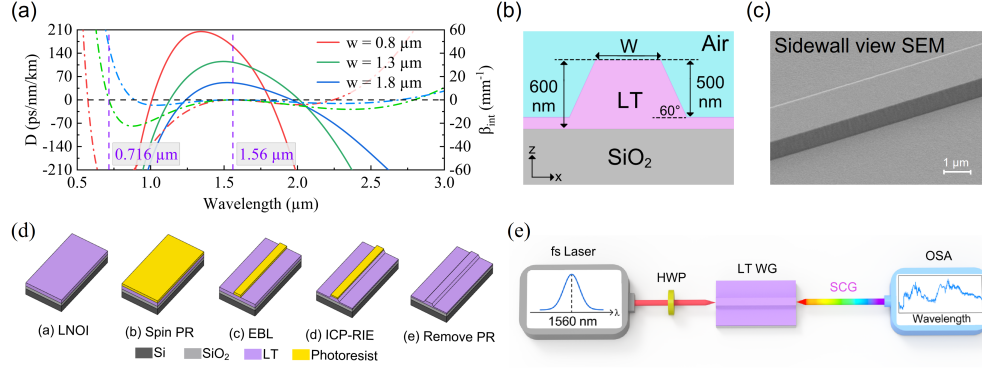 (a)
D (ps/nm/km)
210
140
70
0
-70
-140
-210
w = 0.8 µm
w = 1.3 µm
w = 1.8 µm
0.716 µm
1.56 µm
60
40
20
0
-20
-40
-60
βint (mm⁻¹)
0.5 1.0 1.5 2.0 2.5 3.0
Wavelength (µm)
(b)
W
Air
600
nm
LT
500
nm
60°
SiO₂
z
x
(c)
Sidewall view SEM
1 µm
(d)
(a) LNOI
(b) Spin PR
(c) EBL
(d) ICP-RIE
(e) Remove PR
Si SiO₂ LT Photoresist
(e)
fs Laser
λ
1560 nm
HWP
LT WG
SCG
OSA
Wavelength